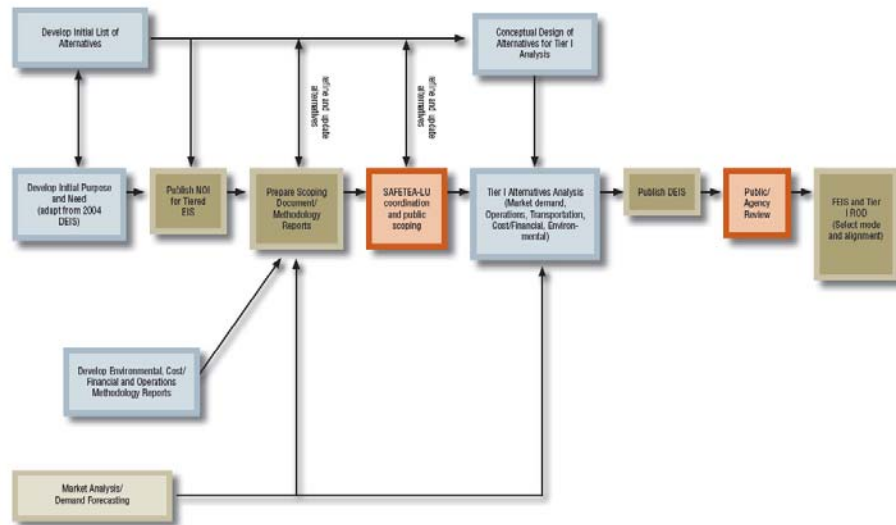 Develop Initial List of
Alternatives
Conceptual Design of
Alternatives for Tier I
Analysis
refine and update
alternatives
refine and update
alternatives
Develop Initial Purpose
and Need
(adapt from 2004
DEIS)
Publish NOI
for Tiered
EIS
Prepare Scoping
Document/
Methodology
Reports
SAFETEA-LU
coordination
and public
scoping
Tier I Alternatives Analysis
(Market demand,
Operations, Transportation,
Cost/Financial, Environ-
mental)
Publish DEIS
Public/
Agency
Review
FEIS and Tier
I ROD
(Select mode
and alignment)
Develop Environmental, Cost/
Financial and Operations
Methodology Reports
Market Analysis/
Demand Forecasting